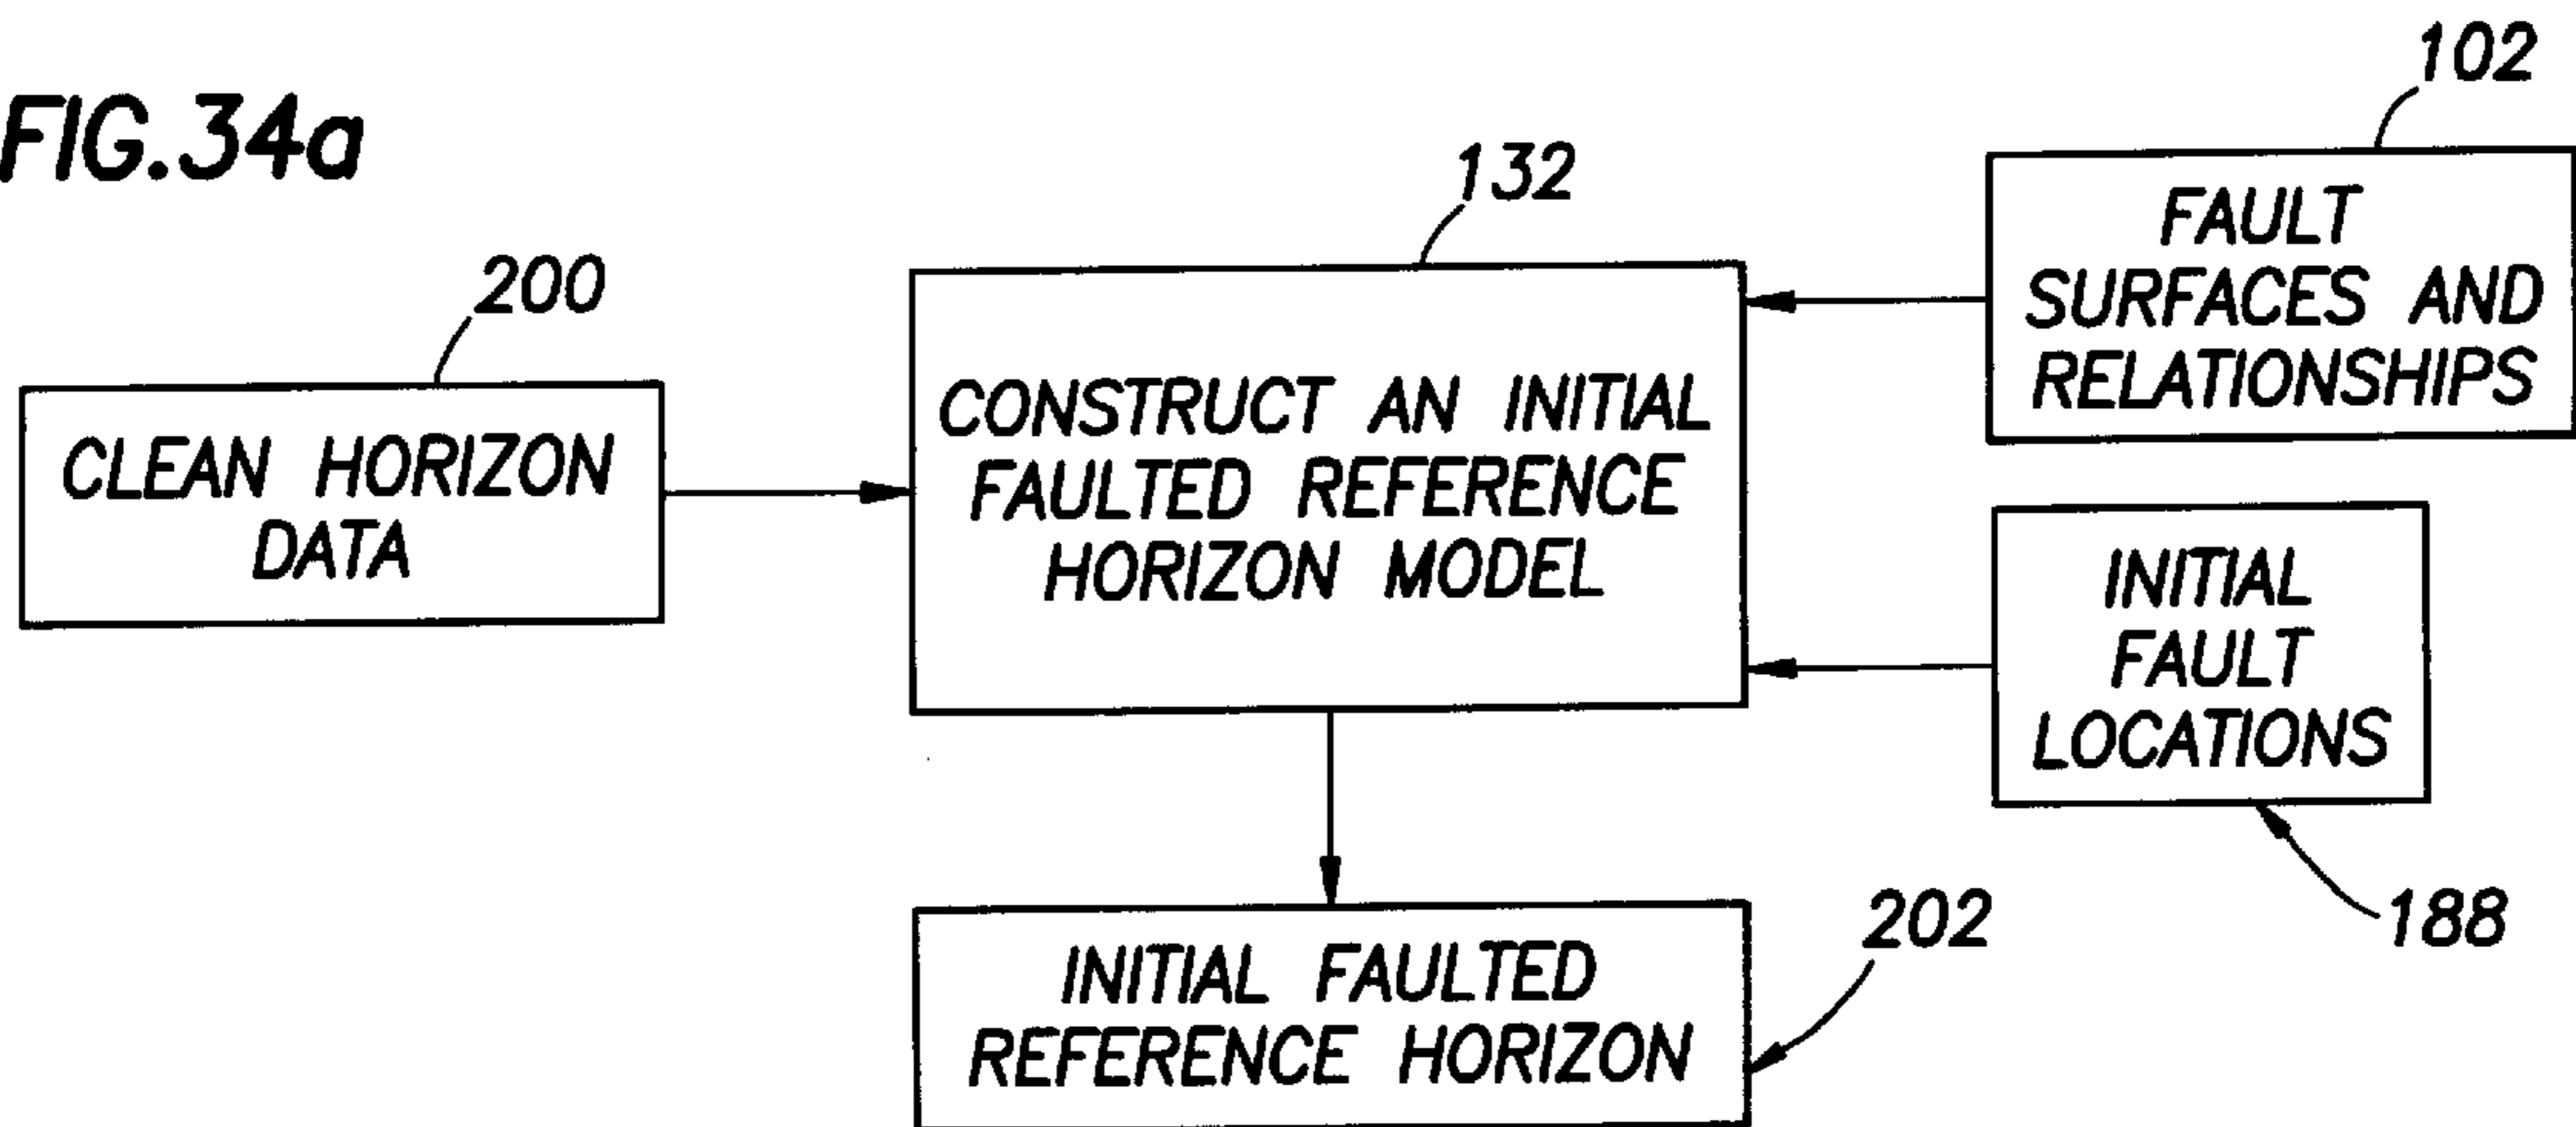 FIG.34a
102
132
200
FAULT
SURFACES AND
RELATIONSHIPS
CLEAN HORIZON
DATA
CONSTRUCT AN INITIAL
FAULTED REFERENCE
HORIZON MODEL
INITIAL
FAULT
LOCATIONS
188
202
INITIAL FAULTED
REFERENCE HORIZON